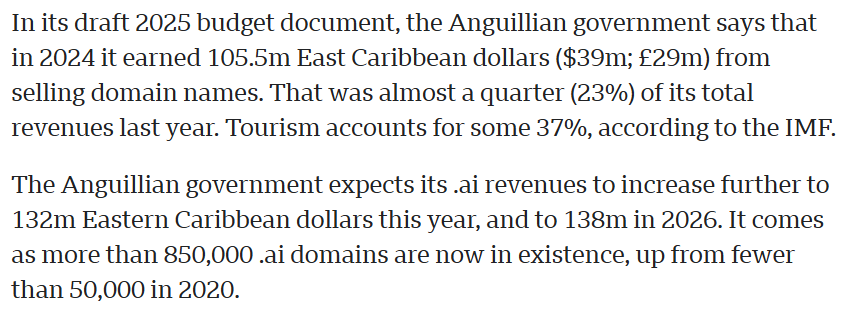 In its draft 2025 budget document, the Anguillian government says that
in 2024 it earned 105.5m East Caribbean dollars ($39m; £29m) from
selling domain names. That was almost a quarter (23%) of its total
revenues last year. Tourism accounts for some 37%, according to the IMF.
The Anguillian government expects its .ai revenues to increase further to
132m Eastern Caribbean dollars this year, and to 138m in 2026. It comes
as more than 850,000 .ai domains are now in existence, up from fewer
than 50,000 in 2020.